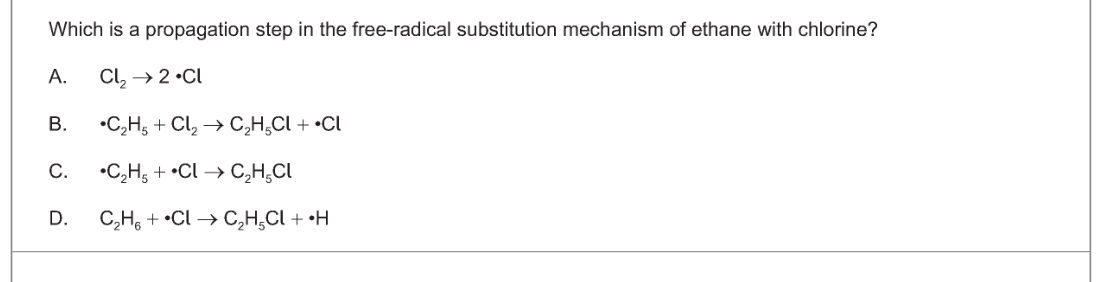 Which is a propagation step in the free-radical substitution mechanism of ethane with chlorine?
A. Cl₂ → 2 •Cl
B. •C₂H₅ + Cl₂ → C₂H₅Cl + •Cl
C. •C₂H₅ + •Cl → C₂H₅Cl
D. C₂H₆ + •Cl → C₂H₅Cl + •H